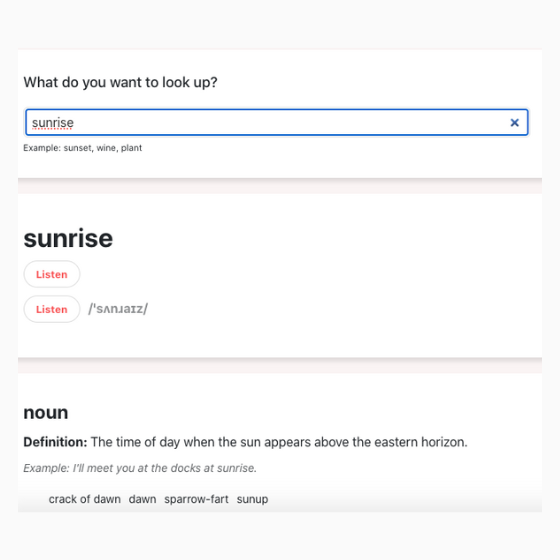 What do you want to look up?
sunrise
Example: sunset, wine, plant
sunrise
Listen
Listen /ˈsʌnɹaɪz/
noun
Definition: The time of day when the sun appears above the eastern horizon.
Example: I'll meet you at the docks at sunrise.
crack of dawn dawn sparrow-fart sunup